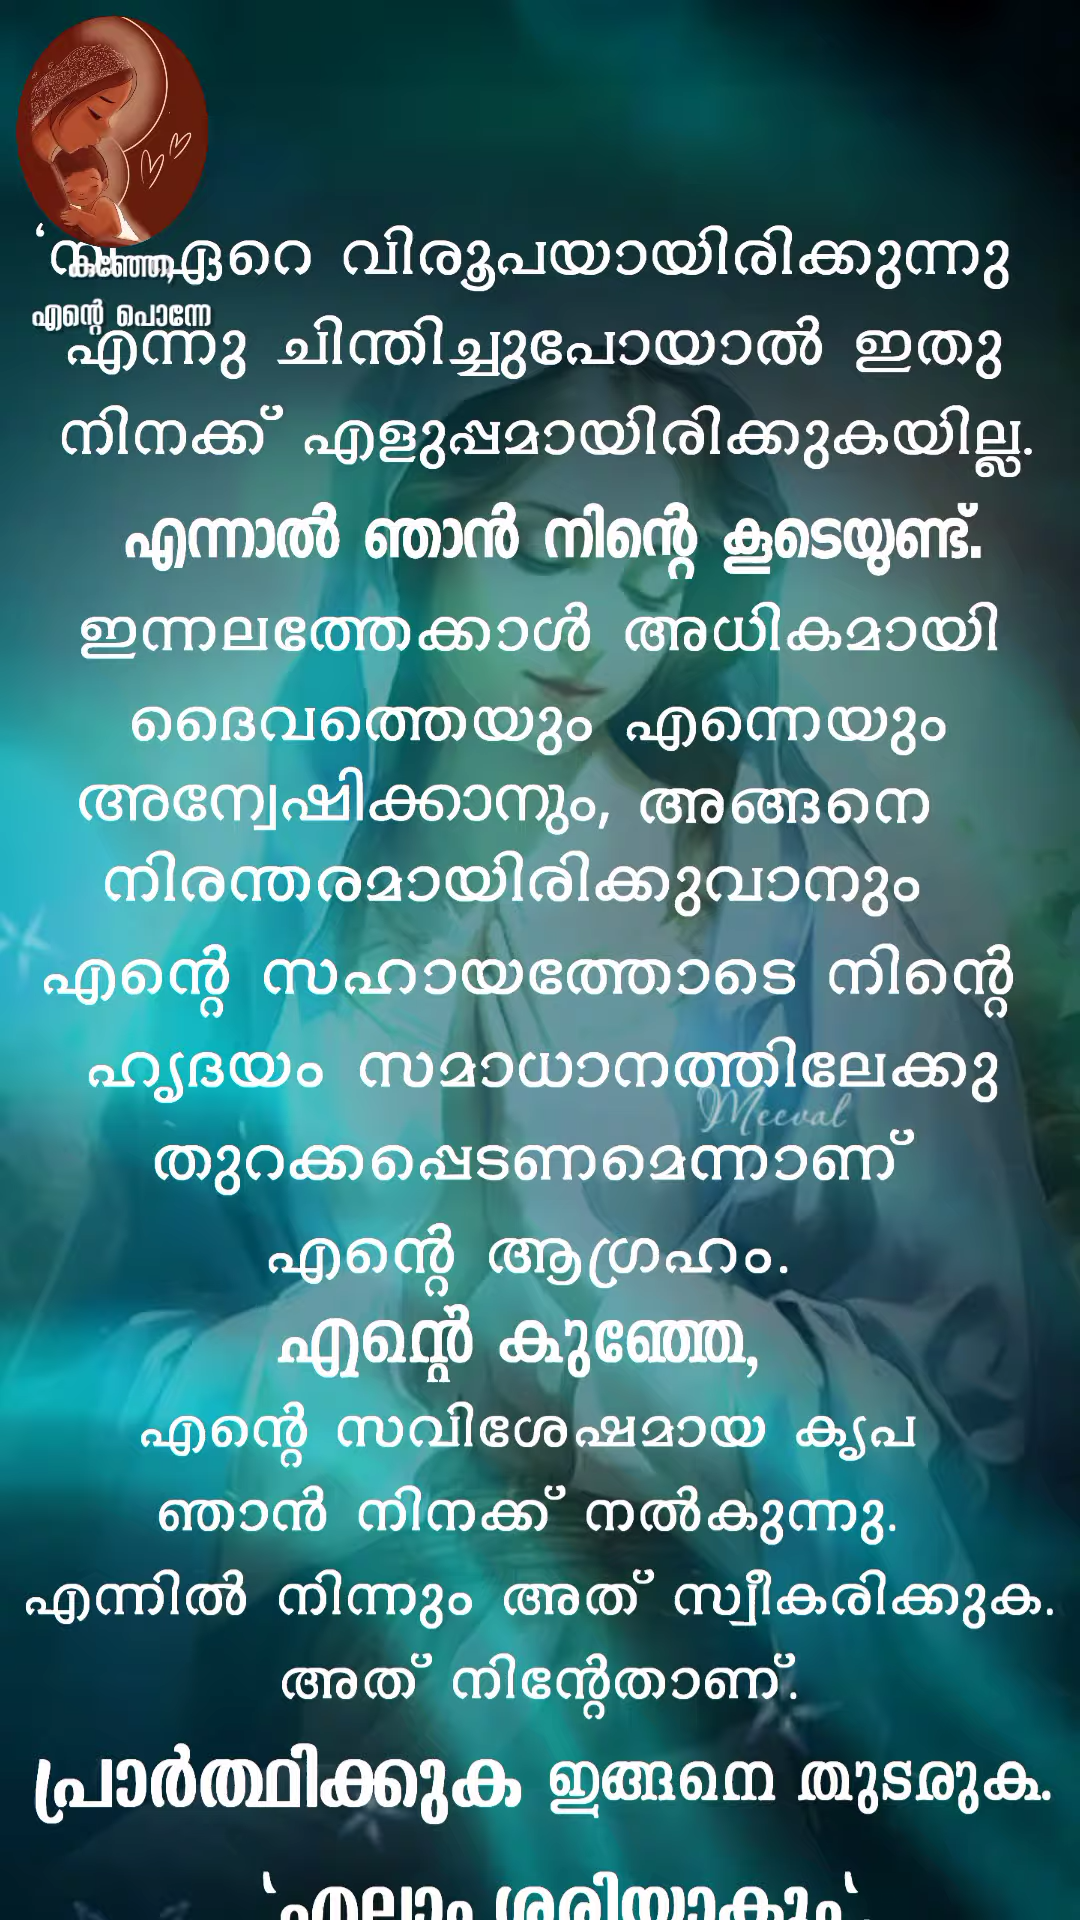 കുഞ്ഞേ,
എന്റെ പൊന്നേ
‘നീ ഏറെ വിരൂപയായിരിക്കുന്നു
എന്നു ചിന്തിച്ചുപോയാൽ ഇതു
നിനക്ക് എളുപ്പമായിരിക്കുകയില്ല.
എന്നാൽ ഞാൻ നിന്റെ കൂടെയുണ്ട്.
ഇന്നലത്തേക്കാൾ അധികമായി
ദൈവത്തെയും എന്നെയും
അന്വേഷിക്കാനും, അങ്ങനെ
നിരന്തരമായിരിക്കുവാനും
എന്റെ സഹായത്തോടെ നിന്റെ
ഹൃദയം സമാധാനത്തിലേക്കു
Meeval
തുറക്കപ്പെടണമെന്നാണ്
എന്റെ ആഗ്രഹം.
എന്റെ കുഞ്ഞേ,
എന്റെ സവിശേഷമായ കൃപ
ഞാൻ നിനക്ക് നൽകുന്നു.
എന്നിൽ നിന്നും അത് സ്വീകരിക്കുക.
അത് നിന്റേതാണ്.
പ്രാർത്ഥിക്കുക ഇങ്ങനെ തുടരുക.
‘എല്ലാം ശരിയാകും‘.